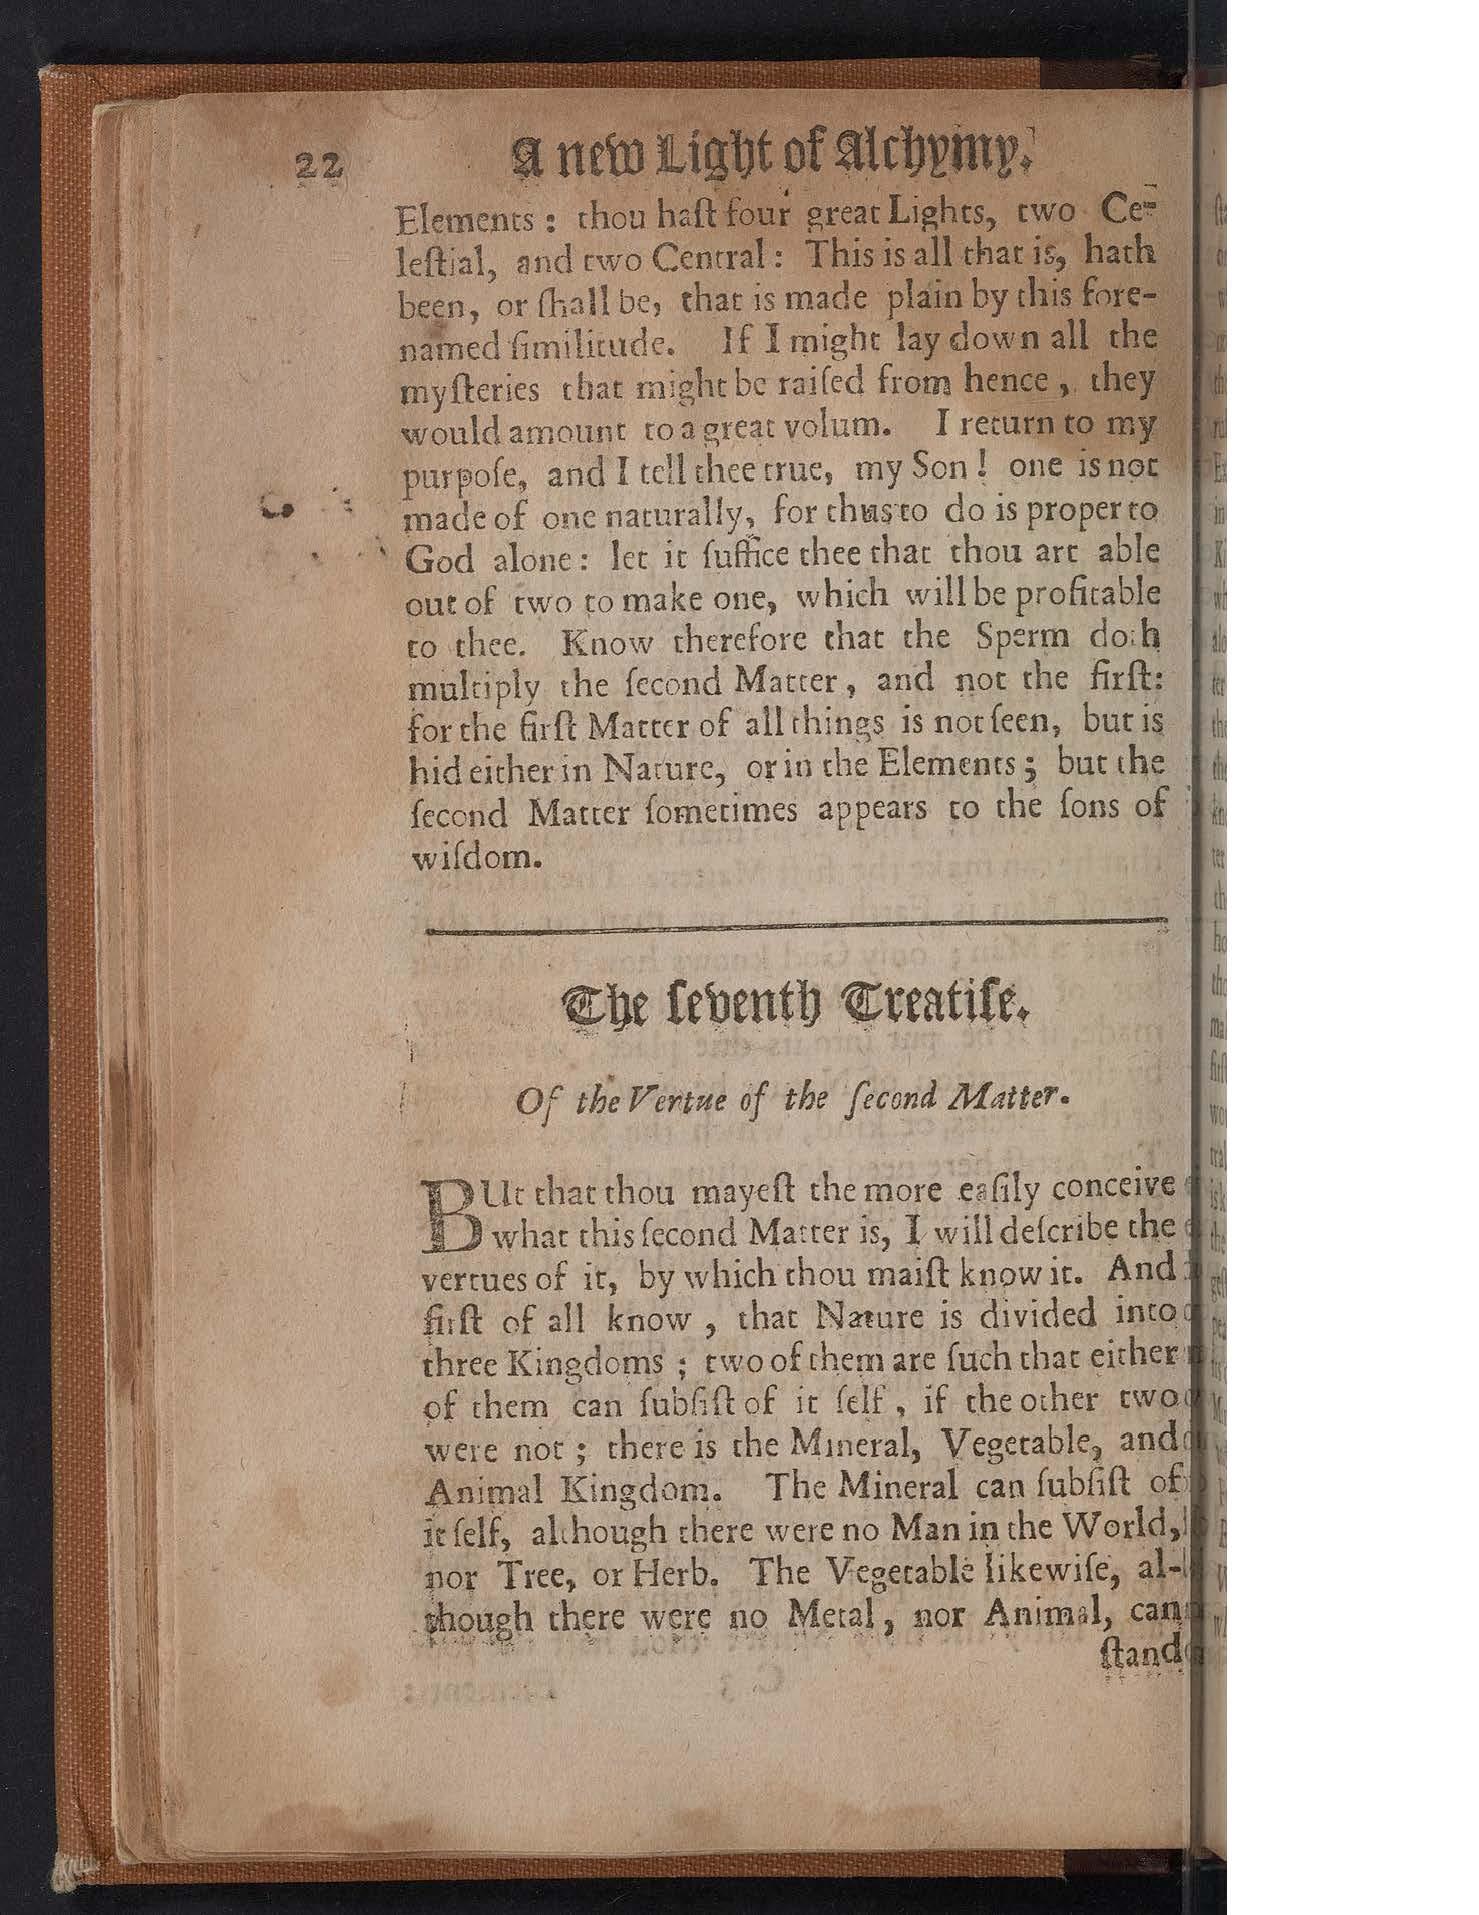 22 A new Light of Alchymy.
Elements: thou haſt four great Lights, two Ce-
leſtial, and two Central: This is all that is, hath
been, or ſhall be, that is made plain by this fore-
named ſimilitude. If I might lay down all the
myſteries that might be raiſed from hence, they
would amount to a great volum. I return to my
purpoſe, and I tell thee true, my Son! one is not
made of one naturally, for thus to do is proper to
God alone: let it ſuffice thee that thou art able
out of two to make one, which will be profitable
to thee. Know therefore that the Sperm doth
multiply the ſecond Matter, and not the firſt:
for the firſt Matter of all things is not ſeen, but is
hid either in Nature, or in the Elements; but the
ſecond Matter ſometimes appears to the ſons of
wiſdom.
The ſeventh Treatiſe.
Of the Vertue of the ſecond Matter.
BUt that thou mayeſt the more eaſily conceive
what this ſecond Matter is, I will deſcribe the
vertues of it, by which thou maiſt know it. And
firſt of all know, that Nature is divided into
three Kingdoms; two of them are ſuch that either
of them can ſubſiſt of it ſelf, if the other two
were not; there is the Mineral, Vegetable, and
Animal Kingdom. The Mineral can ſubſiſt of
it ſelf, although there were no Man in the World,
nor Tree, or Herb. The Vegetable likewiſe, al-
though there were no Metal, nor Animal, can
ſtand